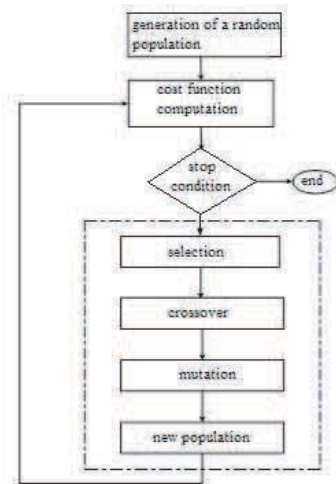 generation of a random
population
cost function
computation
stop
condition
end
selection
crossover
mutation
new population